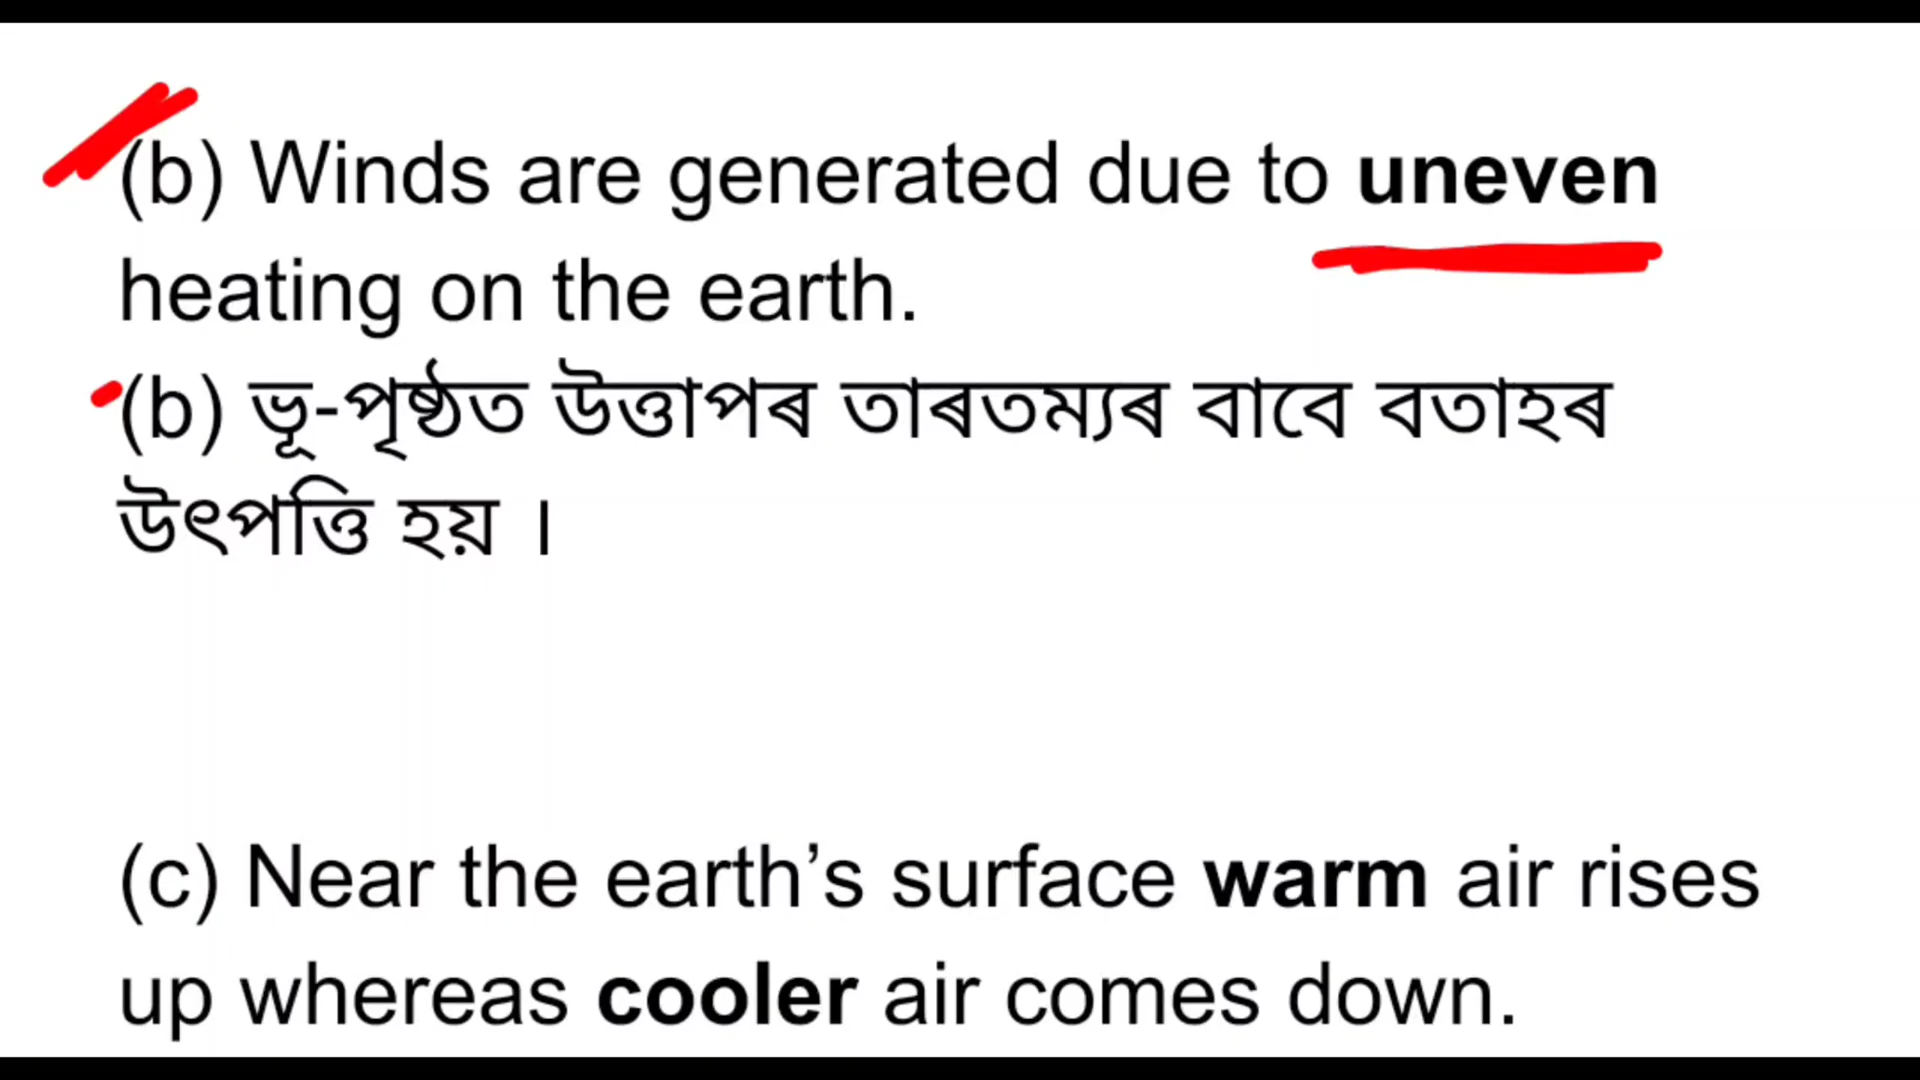 (b) Winds are generated due to uneven
heating on the earth.
(b) ভূ-পৃষ্ঠত উত্তাপৰ তাৰতম্যৰ বাবে বতাহৰ
উৎপত্তি হয় ।
(c) Near the earth’s surface warm air rises
up whereas cooler air comes down.